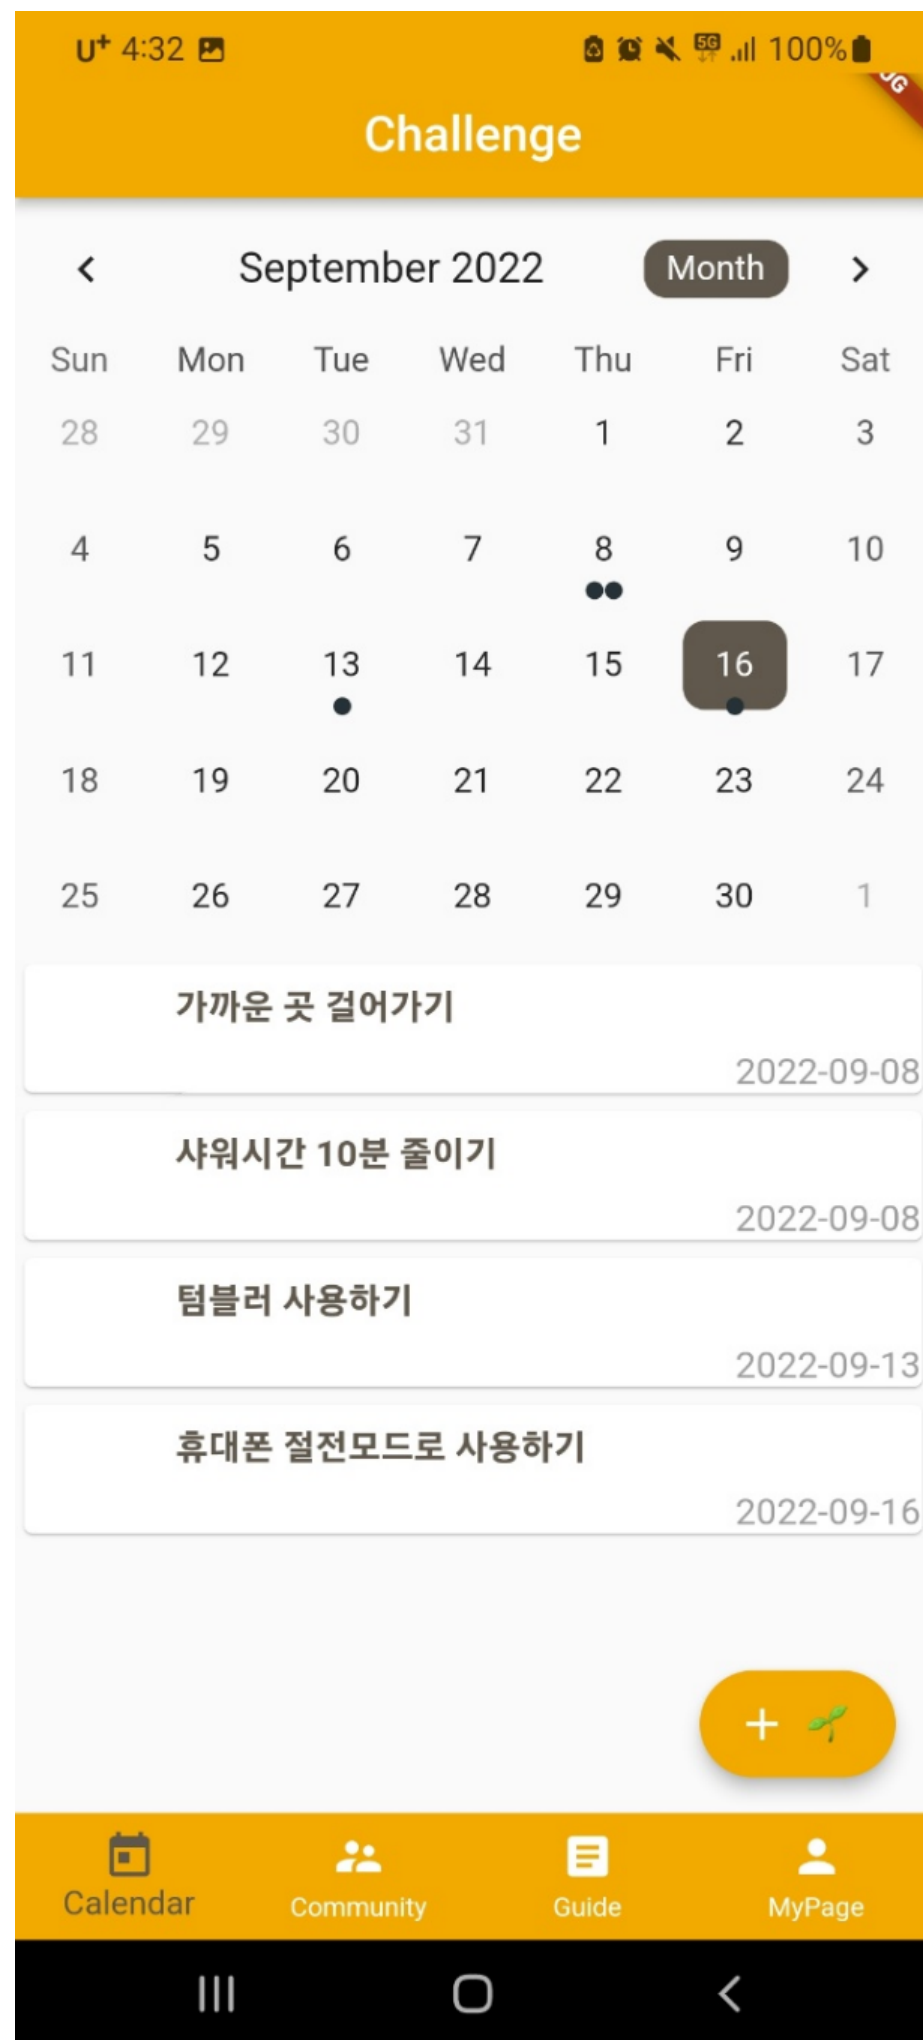 U+ 4:32 5G 100%
UG
Challenge
September 2022 Month
Sun Mon Tue Wed Thu Fri Sat
28 29 30 31 1 2 3
4 5 6 7 8 9 10
11 12 13 14 15 16 17
18 19 20 21 22 23 24
25 26 27 28 29 30 1
가까운 곳 걸어가기
2022-09-08
샤워시간 10분 줄이기
2022-09-08
텀블러 사용하기
2022-09-13
휴대폰 절전모드로 사용하기
2022-09-16
+
Calendar Community Guide MyPage